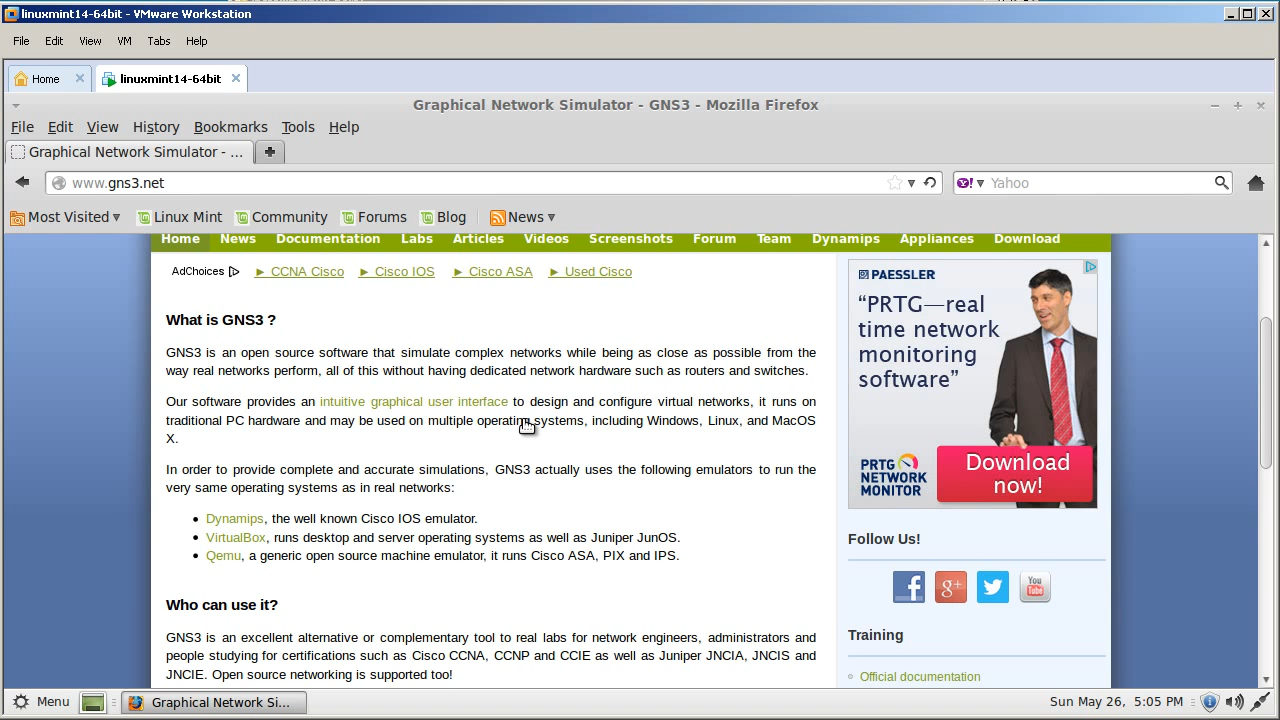 linuxmint14-64bit - VMware Workstation
File Edit View VM Tabs Help
Home linuxmint14-64bit
Graphical Network Simulator - GNS3 - Mozilla Firefox
File Edit View History Bookmarks Tools Help
Graphical Network Simulator - ...
www.gns3.net
Y! Yahoo
Most Visited Linux Mint Community Forums Blog News
Home News Documentation Labs Articles Videos Screenshots Forum Team Dynamips Appliances Download
AdChoices ► CCNA Cisco ► Cisco IOS ► Cisco ASA ► Used Cisco
What is GNS3 ?
GNS3 is an open source software that simulate complex networks while being as close as possible from the
way real networks perform, all of this without having dedicated network hardware such as routers and switches.
Our software provides an intuitive graphical user interface to design and configure virtual networks, it runs on
traditional PC hardware and may be used on multiple operating systems, including Windows, Linux, and MacOS
X.
In order to provide complete and accurate simulations, GNS3 actually uses the following emulators to run the
very same operating systems as in real networks:
• Dynamips, the well known Cisco IOS emulator.
• VirtualBox, runs desktop and server operating systems as well as Juniper JunOS.
• Qemu, a generic open source machine emulator, it runs Cisco ASA, PIX and IPS.
Who can use it?
GNS3 is an excellent alternative or complementary tool to real labs for network engineers, administrators and
people studying for certifications such as Cisco CCNA, CCNP and CCIE as well as Juniper JNCIA, JNCIS and
JNCIE. Open source networking is supported too!
PAESSLER
“PRTG—real
time network
monitoring
software”
PRTG
NETWORK
MONITOR
Download
now!
Follow Us!
f g+ You Tube
Training
Official documentation
Menu Graphical Network Si... Sun May 26, 5:05 PM